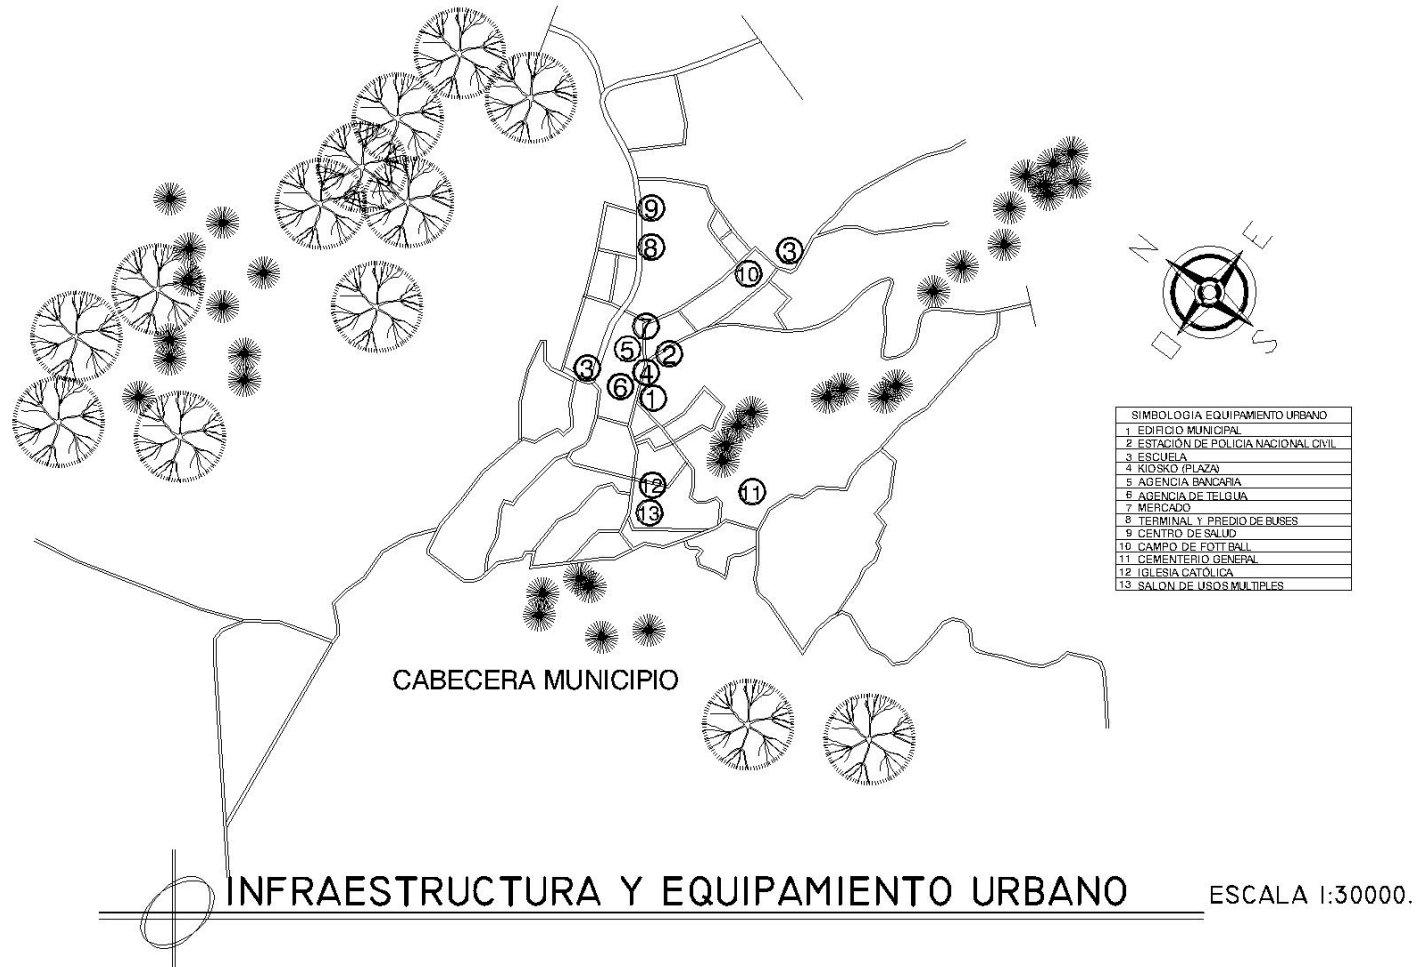 9
8
3
10
7
5
2
3
4
6
1
12
11
13
N
E
O
S
SIMBOLOGIA EQUIPAMIENTO URBANO
1 EDIFICIO MUNICIPAL
2 ESTACIÓN DE POLICIA NACIONAL CIVIL
3 ESCUELA
4 KIOSKO (PLAZA)
5 AGENCIA BANCARIA
6 AGENCIA DE TELGUA
7 MERCADO
8 TERMINAL Y PREDIO DE BUSES
9 CENTRO DE SALUD
10 CAMPO DE FOTT BALL
11 CEMENTERIO GENERAL
12 IGLESIA CATÓLICA
13 SALON DE USOS MULTIPLES
CABECERA MUNICIPIO
INFRAESTRUCTURA Y EQUIPAMIENTO URBANO
ESCALA 1:30000.